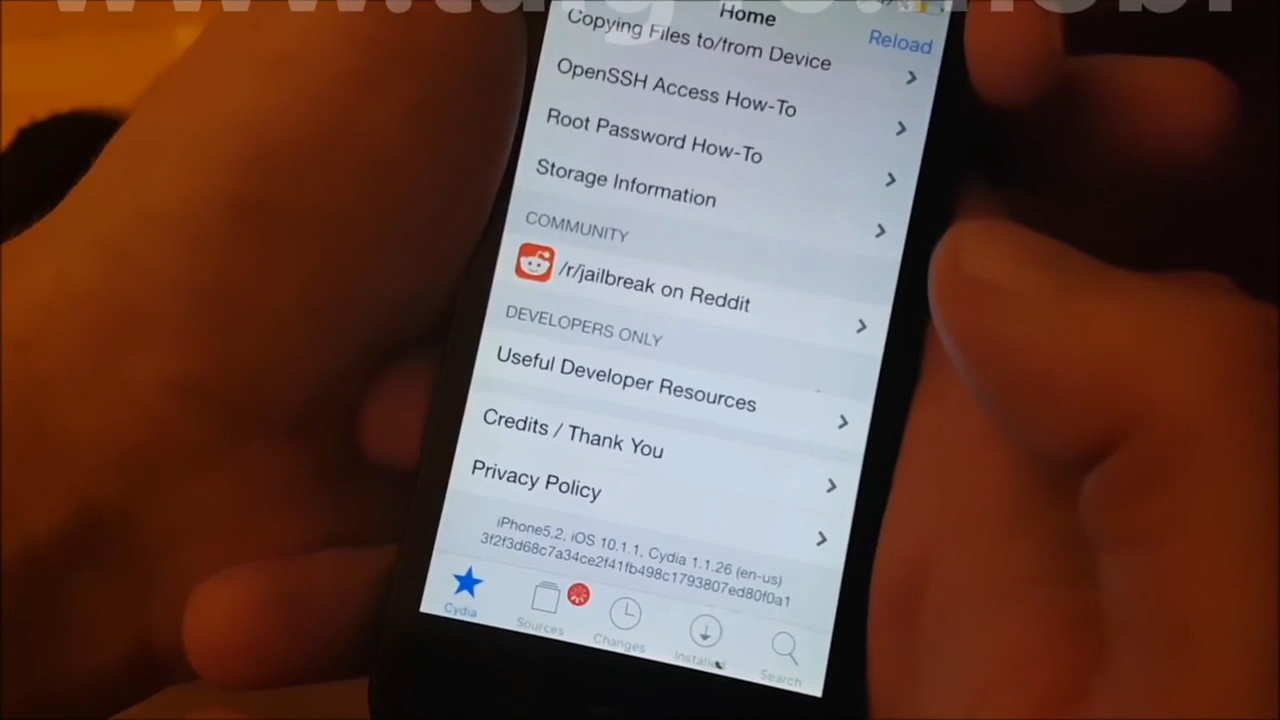 Home
Reload
Copying Files to/from Device
OpenSSH Access How-To
Root Password How-To
Storage Information
COMMUNITY
/r/jailbreak on Reddit
DEVELOPERS ONLY
Useful Developer Resources
Credits / Thank You
Privacy Policy
iPhone5,2, iOS 10.1.1, Cydia 1.1.26 (en-us)
3f2f3d68c7a34ce2f41fb498c1793807ed80f0a1
Cydia
Sources
Changes
Installed
Search